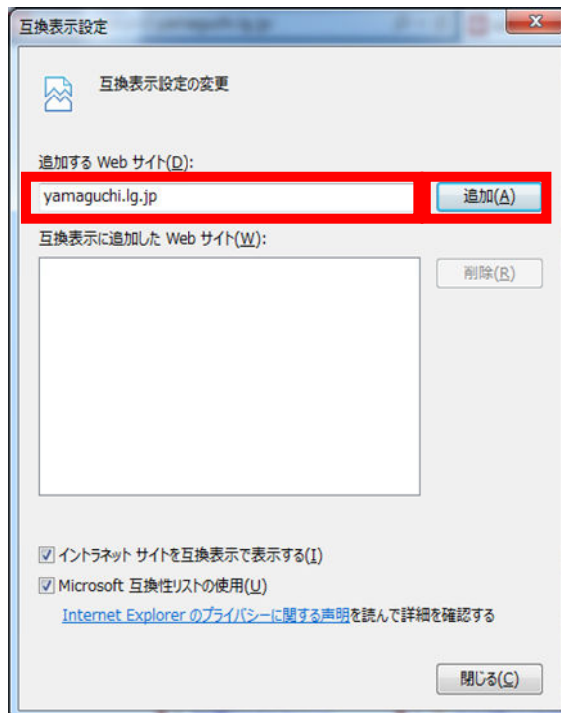 互換表示設定
互換表示設定の変更
追加する Web サイト(D):
yamaguchi.lg.jp
追加(A)
互換表示に追加した Web サイト(W):
削除(R)
イントラネット サイトを互換表示で表示する(I)
Microsoft 互換性リストの使用(U)
Internet Explorer のプライバシーに関する声明を読んで詳細を確認する
閉じる(C)